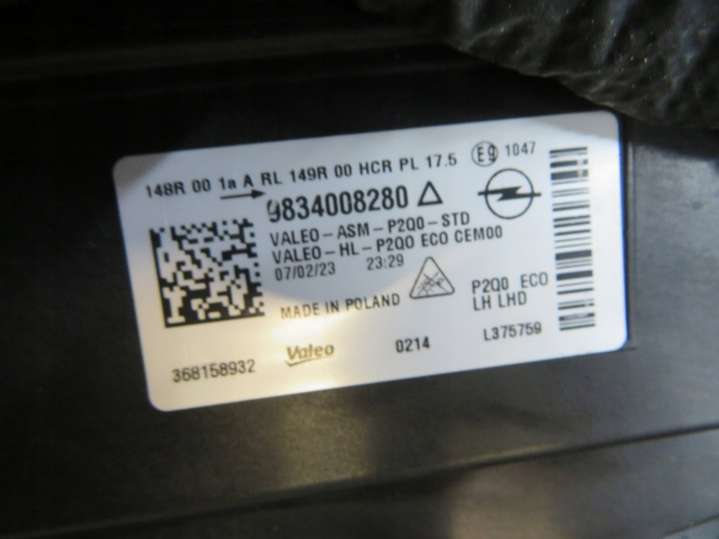 148R 00 1a A RL 149R 00 HCR PL 17.5 E9 1047
9834008280
VALEO-ASM-P2Q0-STD
VALEO-HL-P2Q0 ECO CEM00
07/02/23 23:29
MADE IN POLAND
P2Q0 ECO
LH LHD
368158932 Valeo 0214 L375759